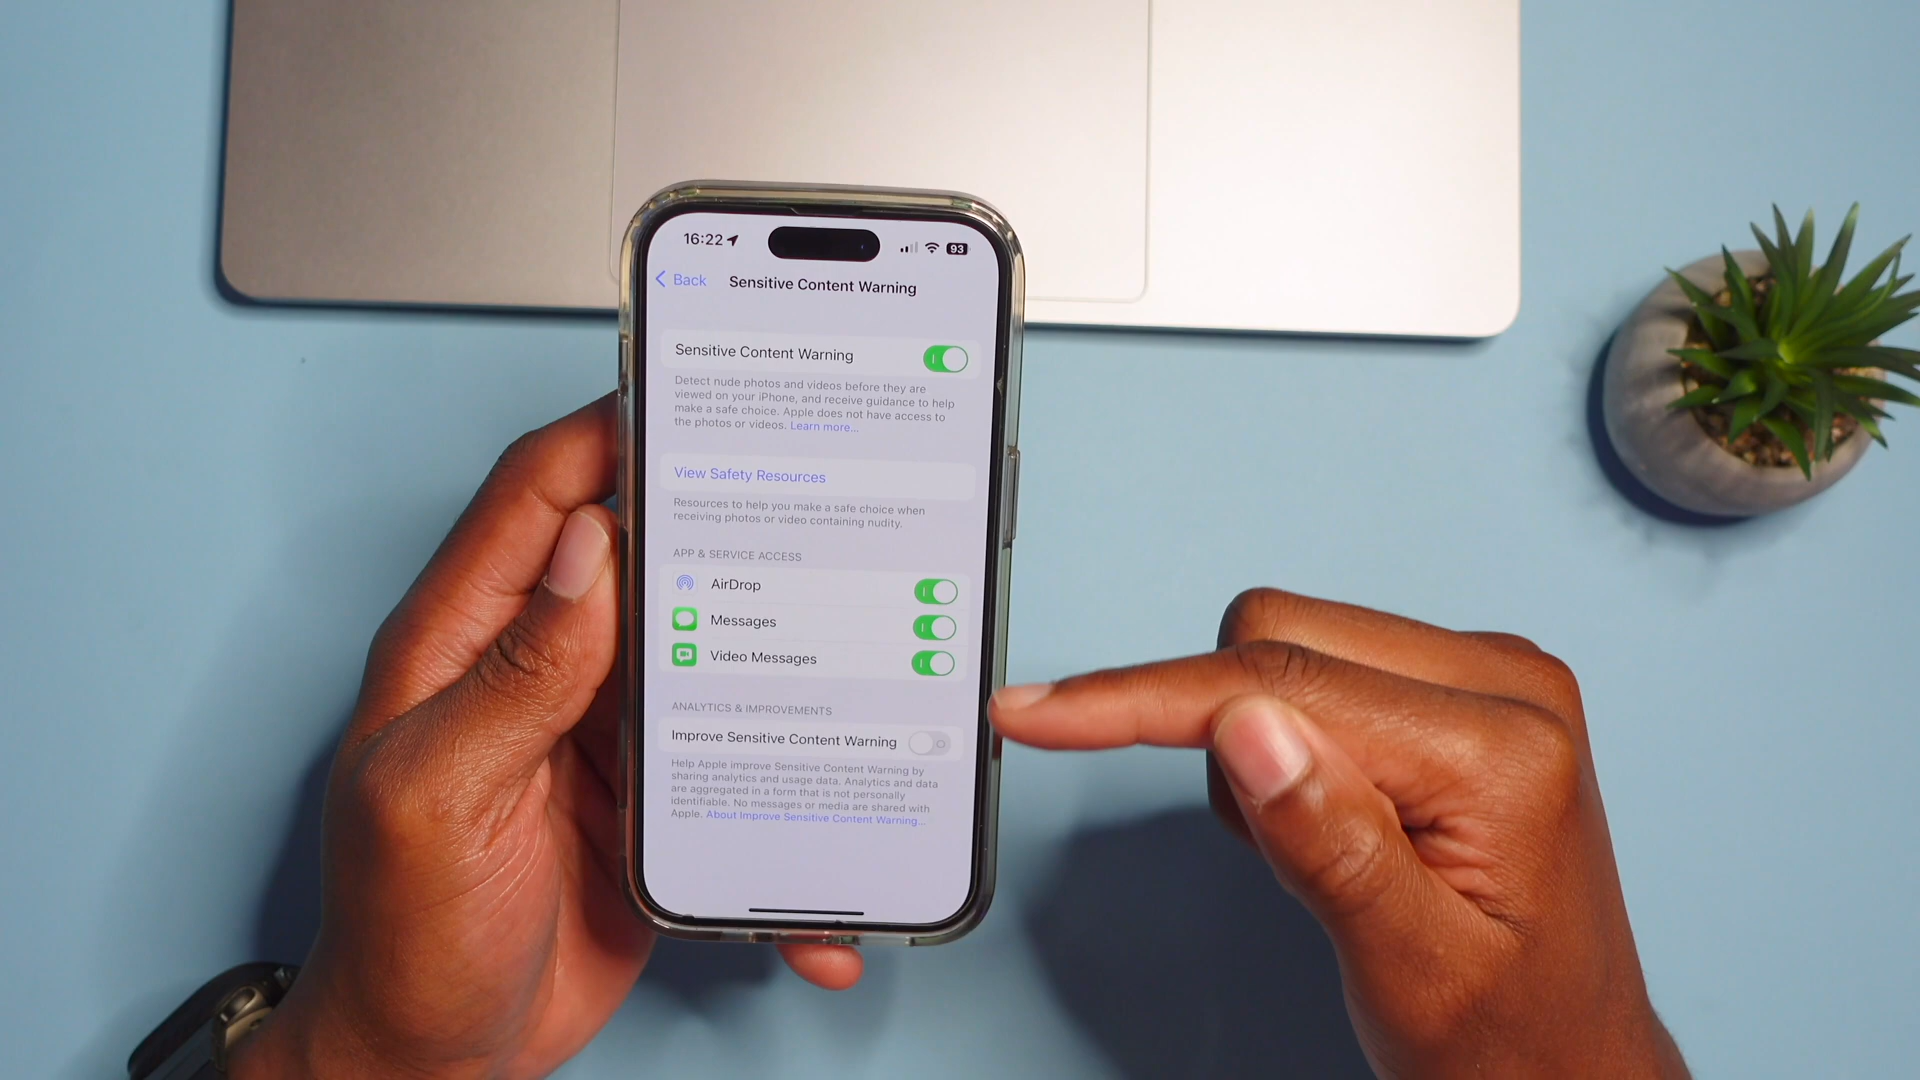 16:22
93
Back
Sensitive Content Warning
Sensitive Content Warning
Detect nude photos and videos before they are
viewed on your iPhone, and receive guidance to help
make a safe choice. Apple does not have access to
the photos or videos. Learn more...
View Safety Resources
Resources to help you make a safe choice when
receiving photos or video containing nudity.
APP & SERVICE ACCESS
AirDrop
Messages
Video Messages
ANALYTICS & IMPROVEMENTS
Improve Sensitive Content Warning
Help Apple improve Sensitive Content Warning by
sharing analytics and usage data. Analytics and data
are aggregated in a form that is not personally
identifiable. No messages or media are shared with
Apple. About Improve Sensitive Content Warning...